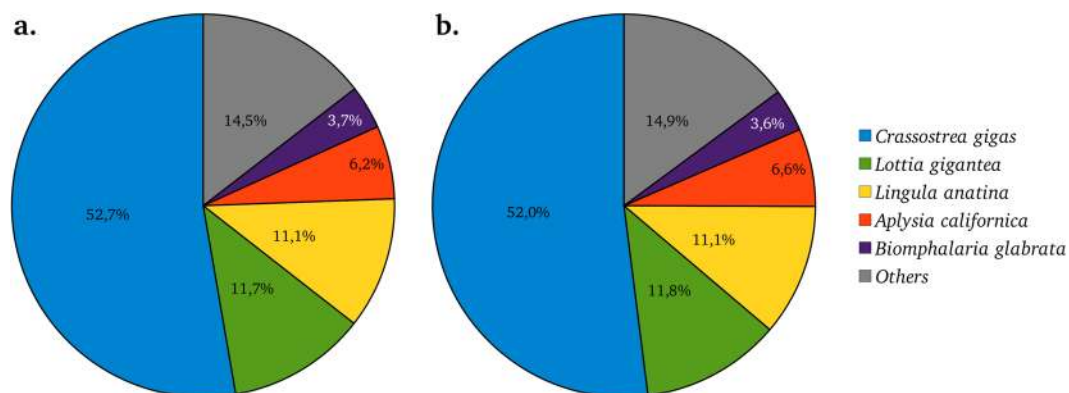 a.
14,5%
3,7%
6,2%
52,7%
11,1%
11,7%
b.
14,9%
3,6%
6,6%
52,0%
11,1%
11,8%
Crassostrea gigas
Lottia gigantea
Lingula anatina
Aplysia californica
Biomphalaria glabrata
Others